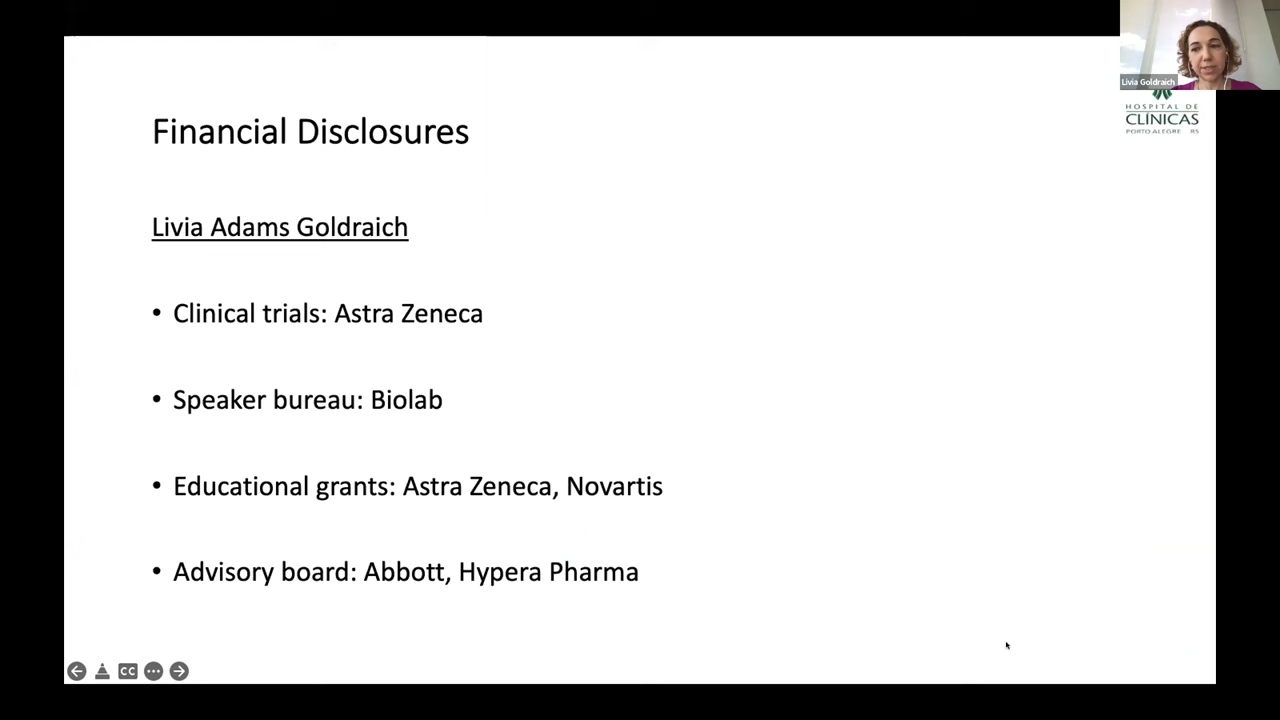 Livia Goldraich
HOSPITAL DE
CLÍNICAS
PORTO ALEGRE RS
Financial Disclosures
Livia Adams Goldraich
• Clinical trials: Astra Zeneca
• Speaker bureau: Biolab
• Educational grants: Astra Zeneca, Novartis
• Advisory board: Abbott, Hypera Pharma
CC